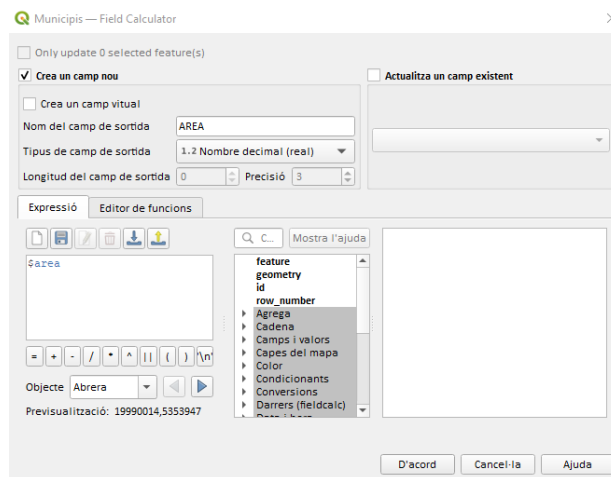 Municipis — Field Calculator
Only update 0 selected feature(s)
Crea un camp nou
Actualitza un camp existent
Crea un camp vitual
Nom del camp de sortida AREA
Tipus de camp de sortida 1.2 Nombre decimal (real)
Longitud del camp de sortida 0 Precisió 3
Expressió Editor de funcions
C... Mostra l'ajuda
$area
feature
geometry
id
row_number
Agrega
Cadena
Camps i valors
Capes del mapa
Color
Condicionants
Conversions
Darrers (fieldcalc)
= + - / * ^ || ( ) '\n'
Objecte Abrera
Previsualització: 19990014,5353947
D'acord Cancel·la Ajuda